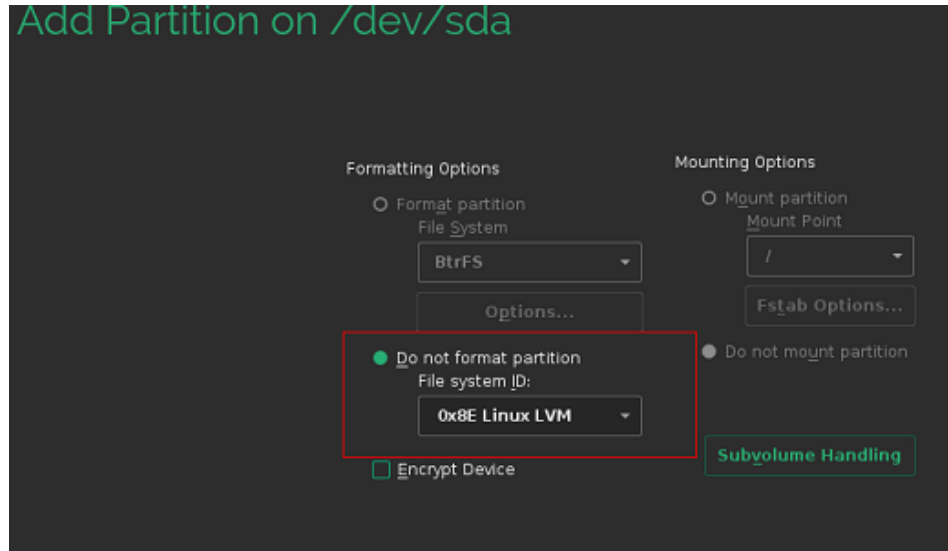 Add Partition on /dev/sda
Formatting Options
Format partition
File System
BtrFS
Options...
Do not format partition
File system ID:
0x8E Linux LVM
Encrypt Device
Mounting Options
Mount partition
Mount Point
/
Fstab Options...
Do not mount partition
Subvolume Handling